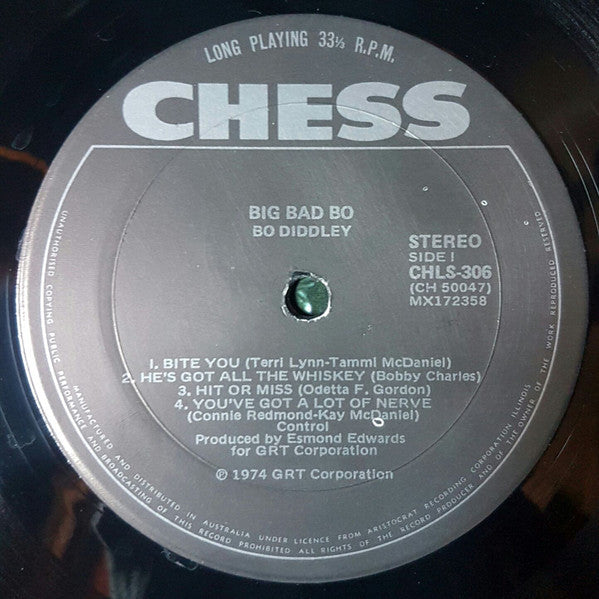 LONG PLAYING 33⅓ R.P.M.
CHESS
BIG BAD BO
BO DIDDLEY
STEREO
SIDE I
CHLS-306
(CH 50047)
MX172358
1. BITE YOU (Terri Lynn-Tammi McDaniel)
2. HE'S GOT ALL THE WHISKEY (Bobby Charles)
3. HIT OR MISS (Odetta F. Gordon)
4. YOU'VE GOT A LOT OF NERVE
(Connie Redmond-Kay McDaniel)
Control
Produced by Esmond Edwards
for GRT Corporation
℗ 1974 GRT Corporation
MANUFACTURED AND DISTRIBUTED IN AUSTRALIA UNDER LICENCE FROM ARISTOCRAT RECORDING CORPORATION ILLINOIS
UNAUTHORISED COPYING PUBLIC PERFORMANCE AND BROADCASTING OF THIS RECORD PROHIBITED ALL RIGHTS OF THE RECORD PRODUCER AND OF THE OWNER OF THE WORK REPRODUCED RESERVED